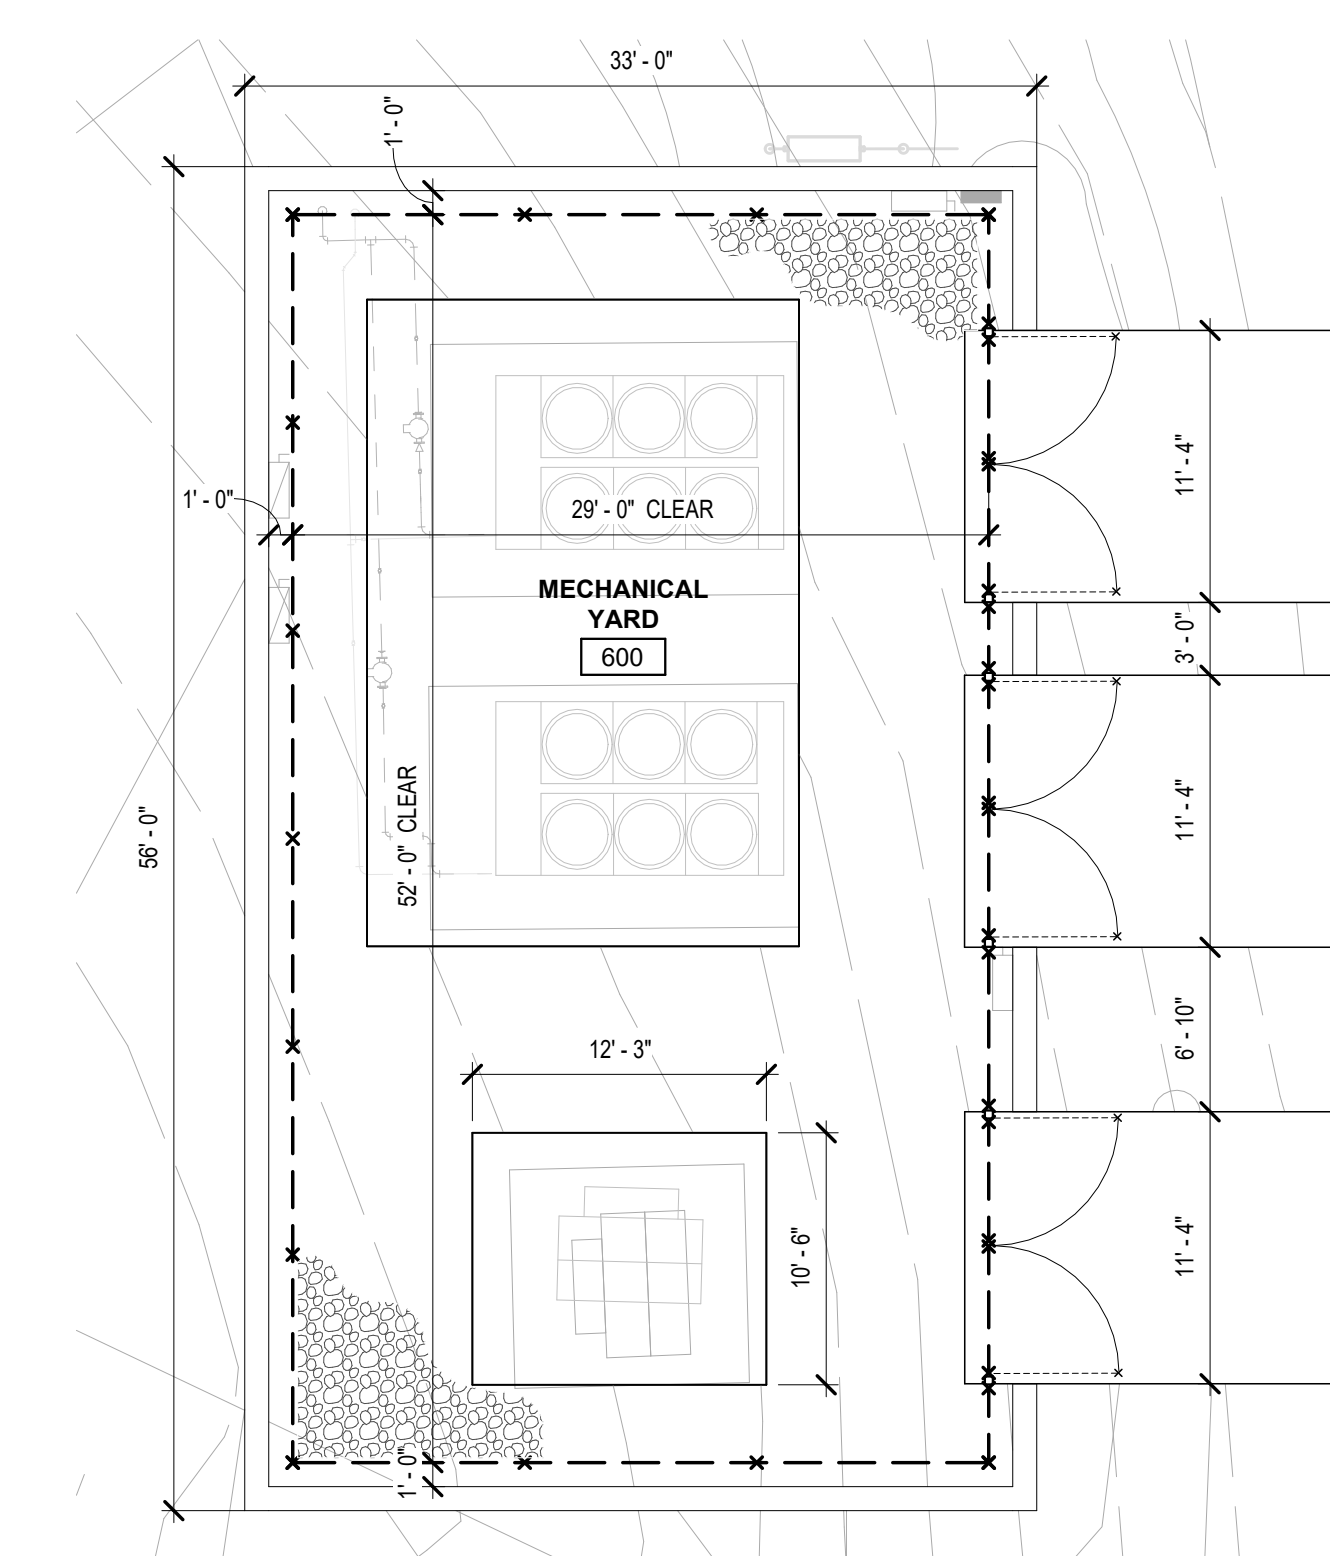 33' - 0"
1' - 0"
11' - 4"
1' - 0"
29' - 0" CLEAR
MECHANICAL
YARD
600
3' - 0"
52' - 0" CLEAR
56' - 0"
11' - 4"
6' - 10"
12' - 3"
10' - 6"
11' - 4"
1' - 0"